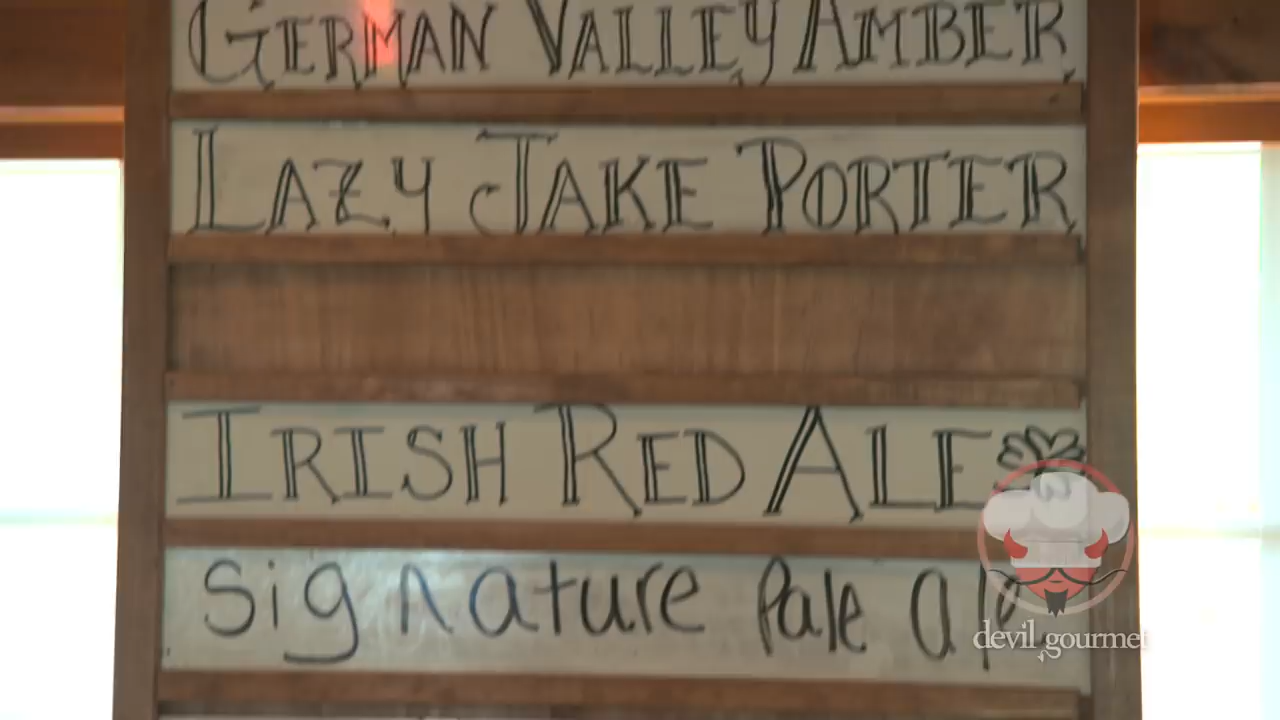 GERMAN VALLEY AMBER
LAZY JAKE PORTER
IRISH RED ALE
Signature Pale ale
devil gourmet